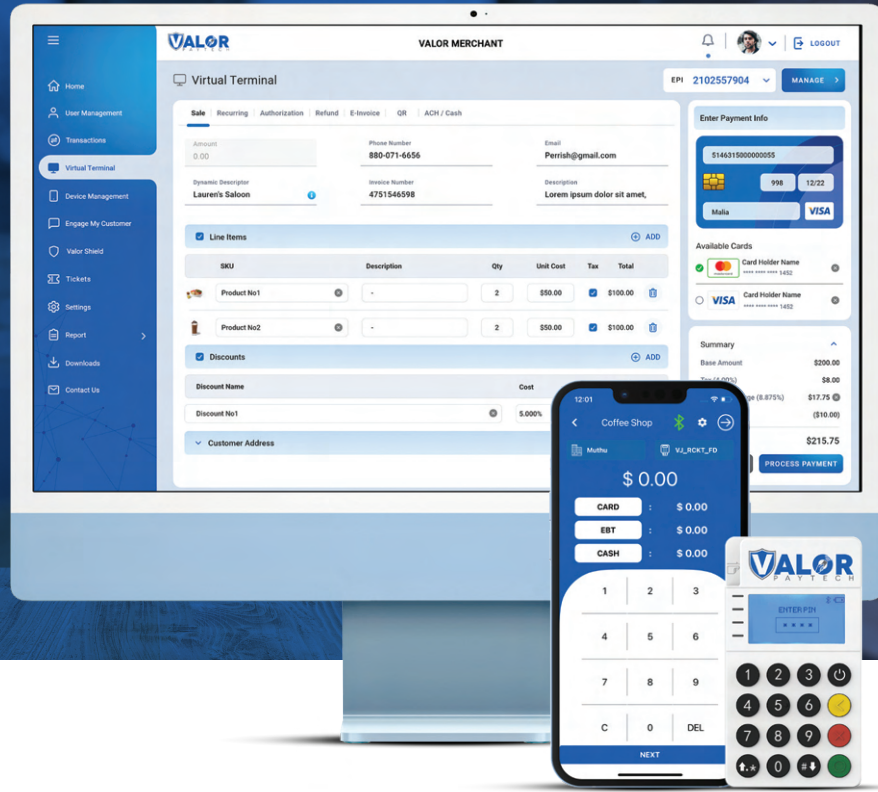 VALOR
PAYTECH
VALOR MERCHANT
LOGOUT
Home
User Management
Transactions
Virtual Terminal
Device Management
Engage My Customer
Valor Shield
Tickets
Settings
Report
Downloads
Contact Us
Virtual Terminal
EPI 2102557904
MANAGE >
Sale Recurring Authorization Refund E-Invoice QR ACH / Cash
Amount Phone Number Email
0.00 880-071-6656 Perrish@gmail.com
Dynamic Descriptor Invoice Number Description
Lauren's Saloon 4751546598 Lorem ipsum dolor sit amet,
Line Items ADD
SKU Description Qty Unit Cost Tax Total
Product No1 - 2 $50.00 $100.00
Product No2 - 2 $50.00 $100.00
Discounts ADD
Discount Name Cost
Discount No1 5.000%
Customer Address
Enter Payment Info
5146315000000055
998 12/22
Malia VISA
Available Cards
Card Holder Name
**** **** **** 1452
VISA Card Holder Name
**** **** **** 1452
Summary
Base Amount $200.00
Tax (4.00%) $8.00
ge (8.875%) $17.75
($10.00)
$215.75
PROCESS PAYMENT
12:01
Coffee Shop
Muthu VJ_RCKT_FD
$ 0.00
CARD : $ 0.00
EBT : $ 0.00
CASH : $ 0.00
1 2 3
4 5 6
7 8 9
C 0 DEL
NEXT
VALOR
PAYTECH
ENTER PIN
* * * *
1 2 3
4 5 6
7 8 9
.* 0 #